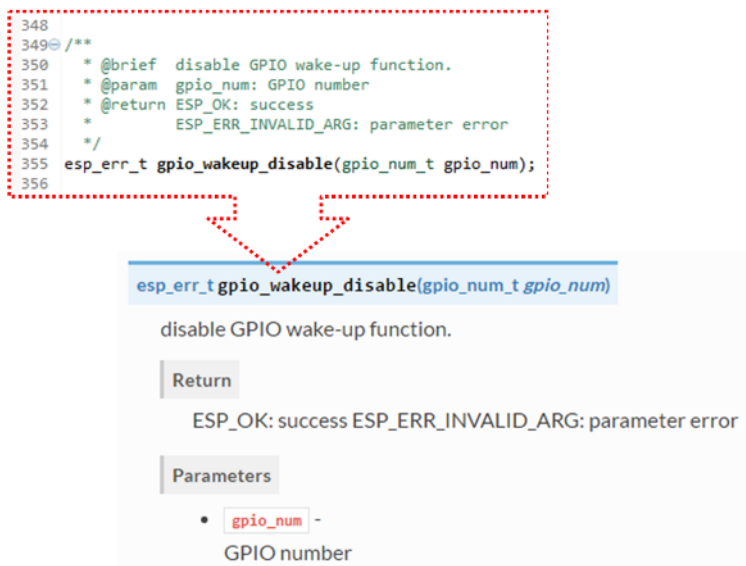 348
349 /**
350 * @brief disable GPIO wake-up function.
351 * @param gpio_num: GPIO number
352 * @return ESP_OK: success
353 * ESP_ERR_INVALID_ARG: parameter error
354 */
355 esp_err_t gpio_wakeup_disable(gpio_num_t gpio_num);
356
esp_err_t gpio_wakeup_disable(gpio_num_t gpio_num)
disable GPIO wake-up function.
Return
ESP_OK: success ESP_ERR_INVALID_ARG: parameter error
Parameters
• gpio_num -
GPIO number